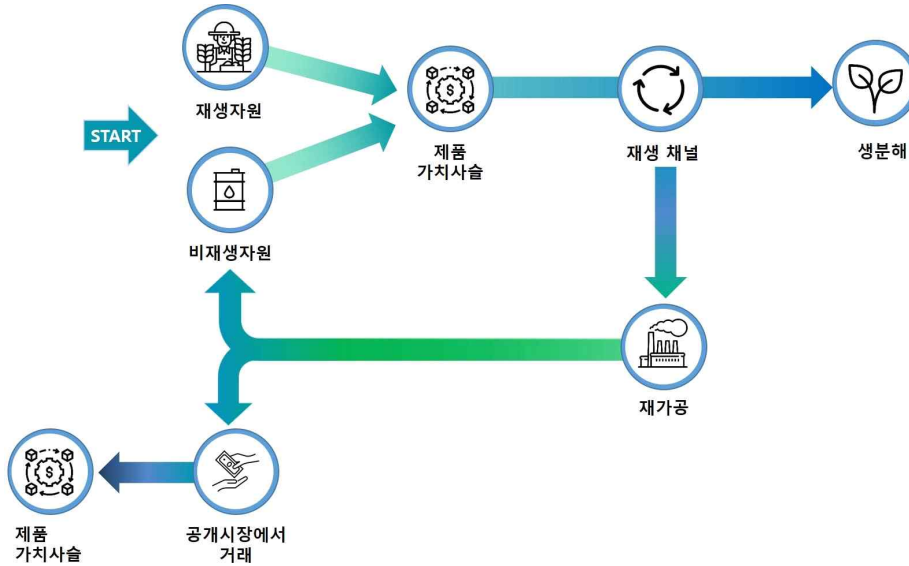 재생자원
START
비재생자원
제품
가치사슬
재생 채널
생분해
재가공
제품
가치사슬
공개시장에서
거래